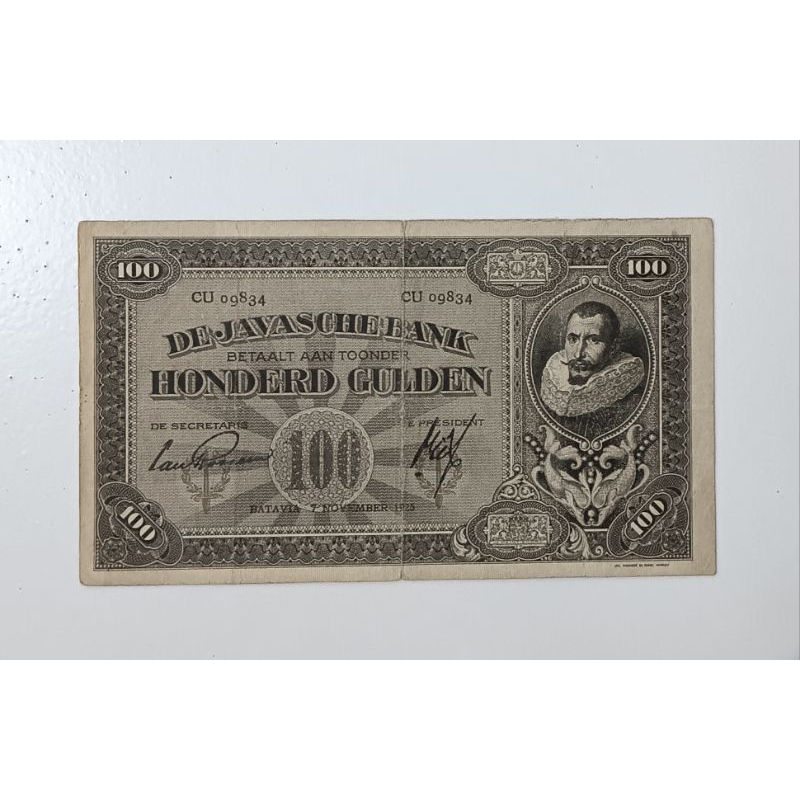 100 100
CU 09834 CU 09834
DE JAVASCHE BANK
BETAALT AAN TOONDER
HONDERD GULDEN
DE SECRETARIS E PRESIDENT
100
BATAVIA 7 NOVEMBER 1925
100 100